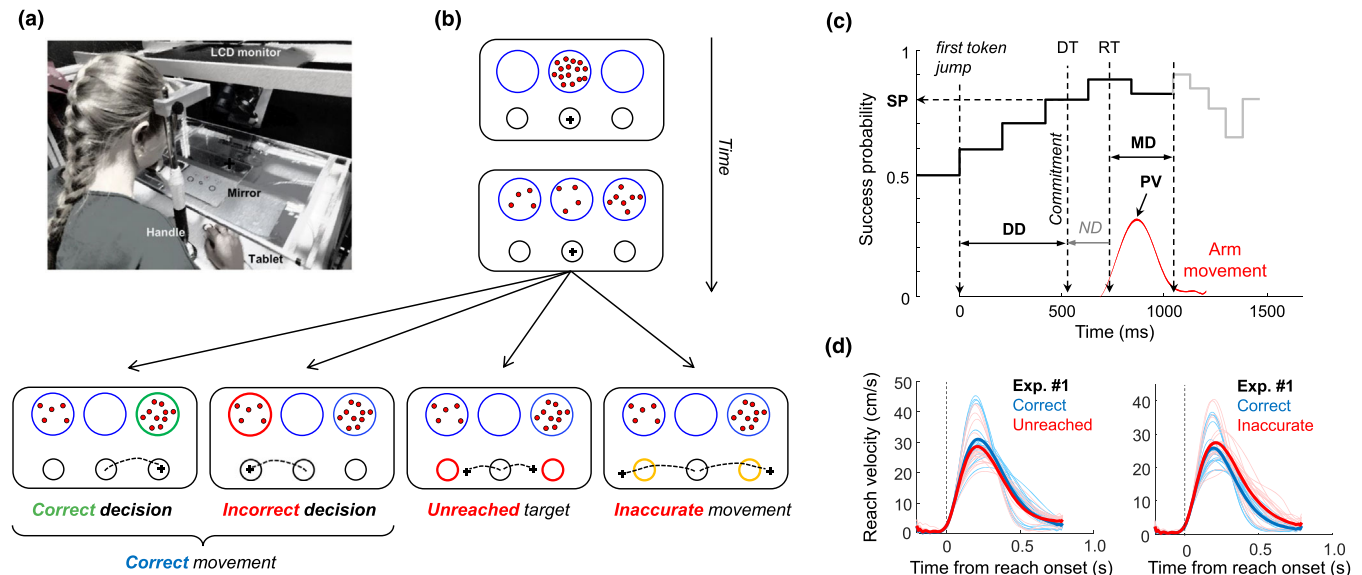 (a)
LCD monitor
Mirror
Handle
Tablet
(b)
Time
Correct decision
Incorrect decision
Unreached target
Inaccurate movement
Correct movement
(c)
first token
jump
DT
RT
Success probability
1
SP
0.5
0
Commitment
MD
PV
DD
ND
Arm
movement
0
500
1000
1500
Time (ms)
(d)
Reach velocity (cm/s)
50
40
30
20
10
0
Exp. #1
Correct
Unreached
0
0.5
1.0
Time from reach onset (s)
50
40
30
20
10
0
Exp. #1
Correct
Inaccurate
0
0.5
1.0
Time from reach onset (s)